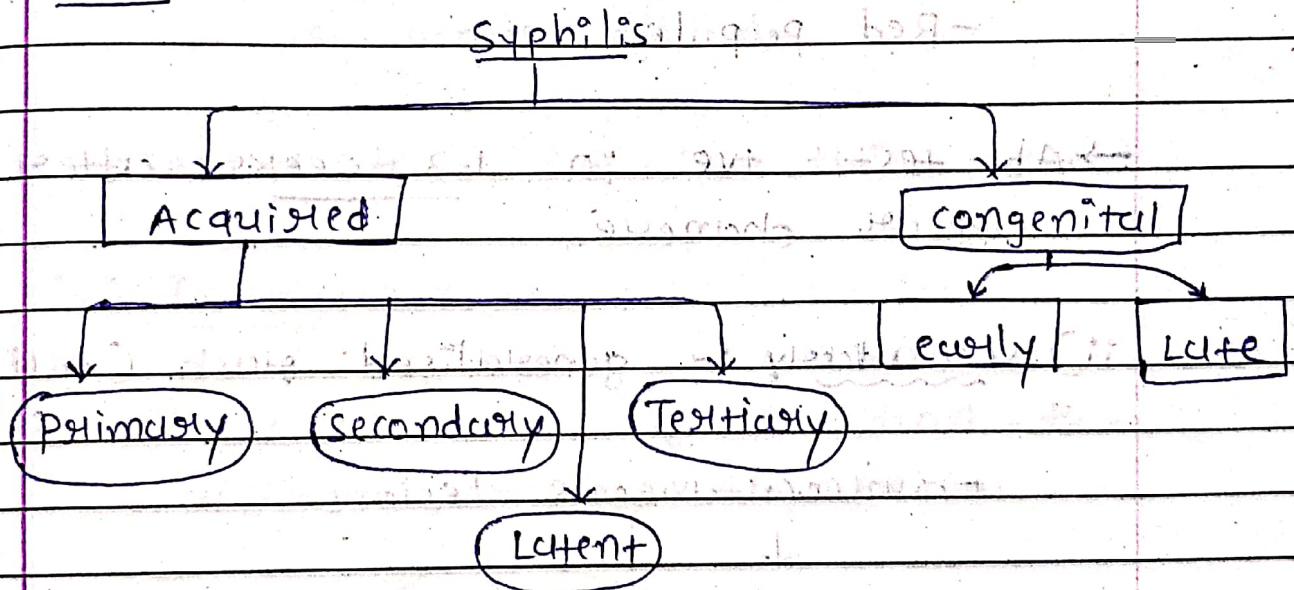 Syphilis
Acquired
congenital
early
Late
Primary
secondary
Tertiary
Latent